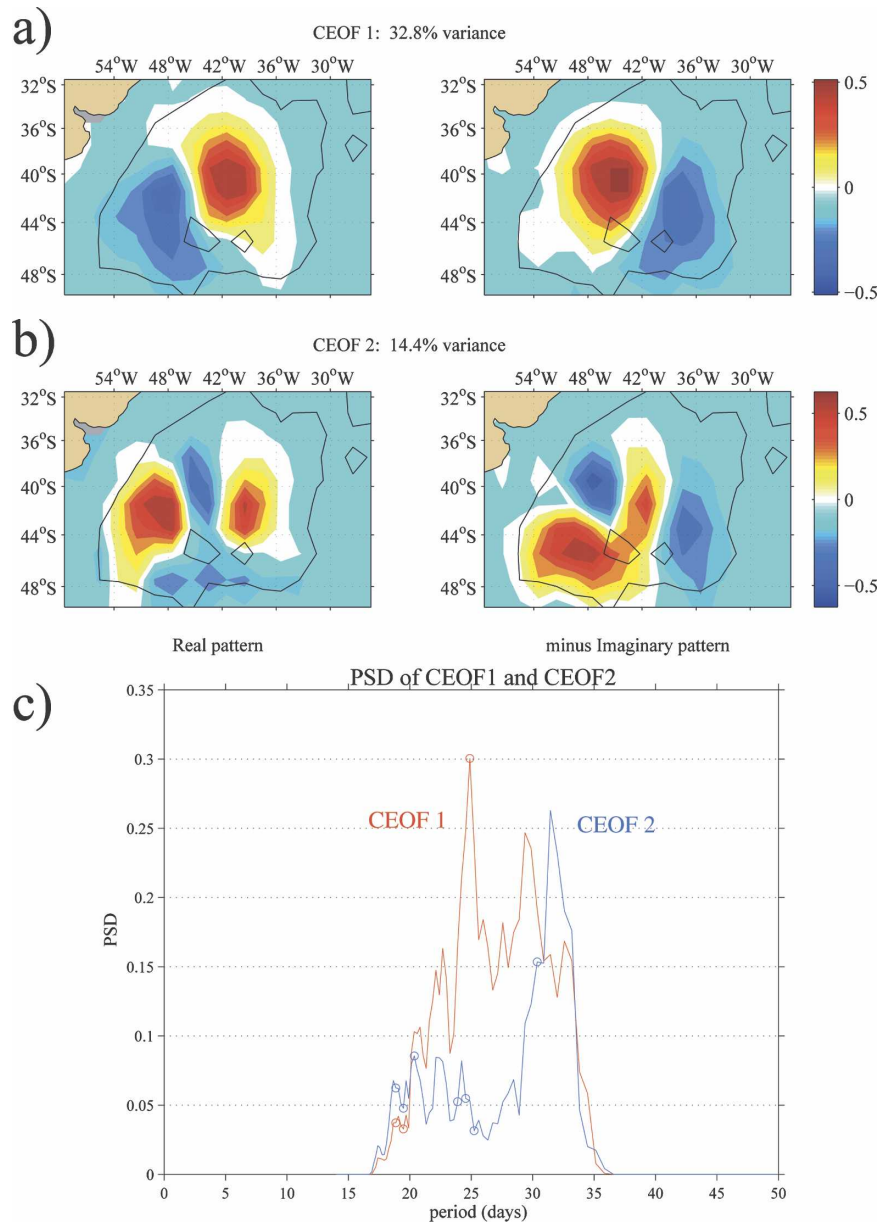 a)
CEOF 1: 32.8% variance
54°W 48°W 42°W 36°W 30°W
54°W 48°W 42°W 36°W 30°W
32°S
36°S
40°S
44°S
48°S
32°S
36°S
40°S
44°S
48°S
0.5
0
−0.5
b)
CEOF 2: 14.4% variance
54°W 48°W 42°W 36°W 30°W
54°W 48°W 42°W 36°W 30°W
32°S
36°S
40°S
44°S
48°S
32°S
36°S
40°S
44°S
48°S
0.5
0
−0.5
Real pattern
minus Imaginary pattern
c)
PSD of CEOF1 and CEOF2
0.35
0.3
0.25
0.2
0.15
0.1
0.05
0
PSD
CEOF 1
CEOF 2
0 5 10 15 20 25 30 35 40 45 50
period (days)